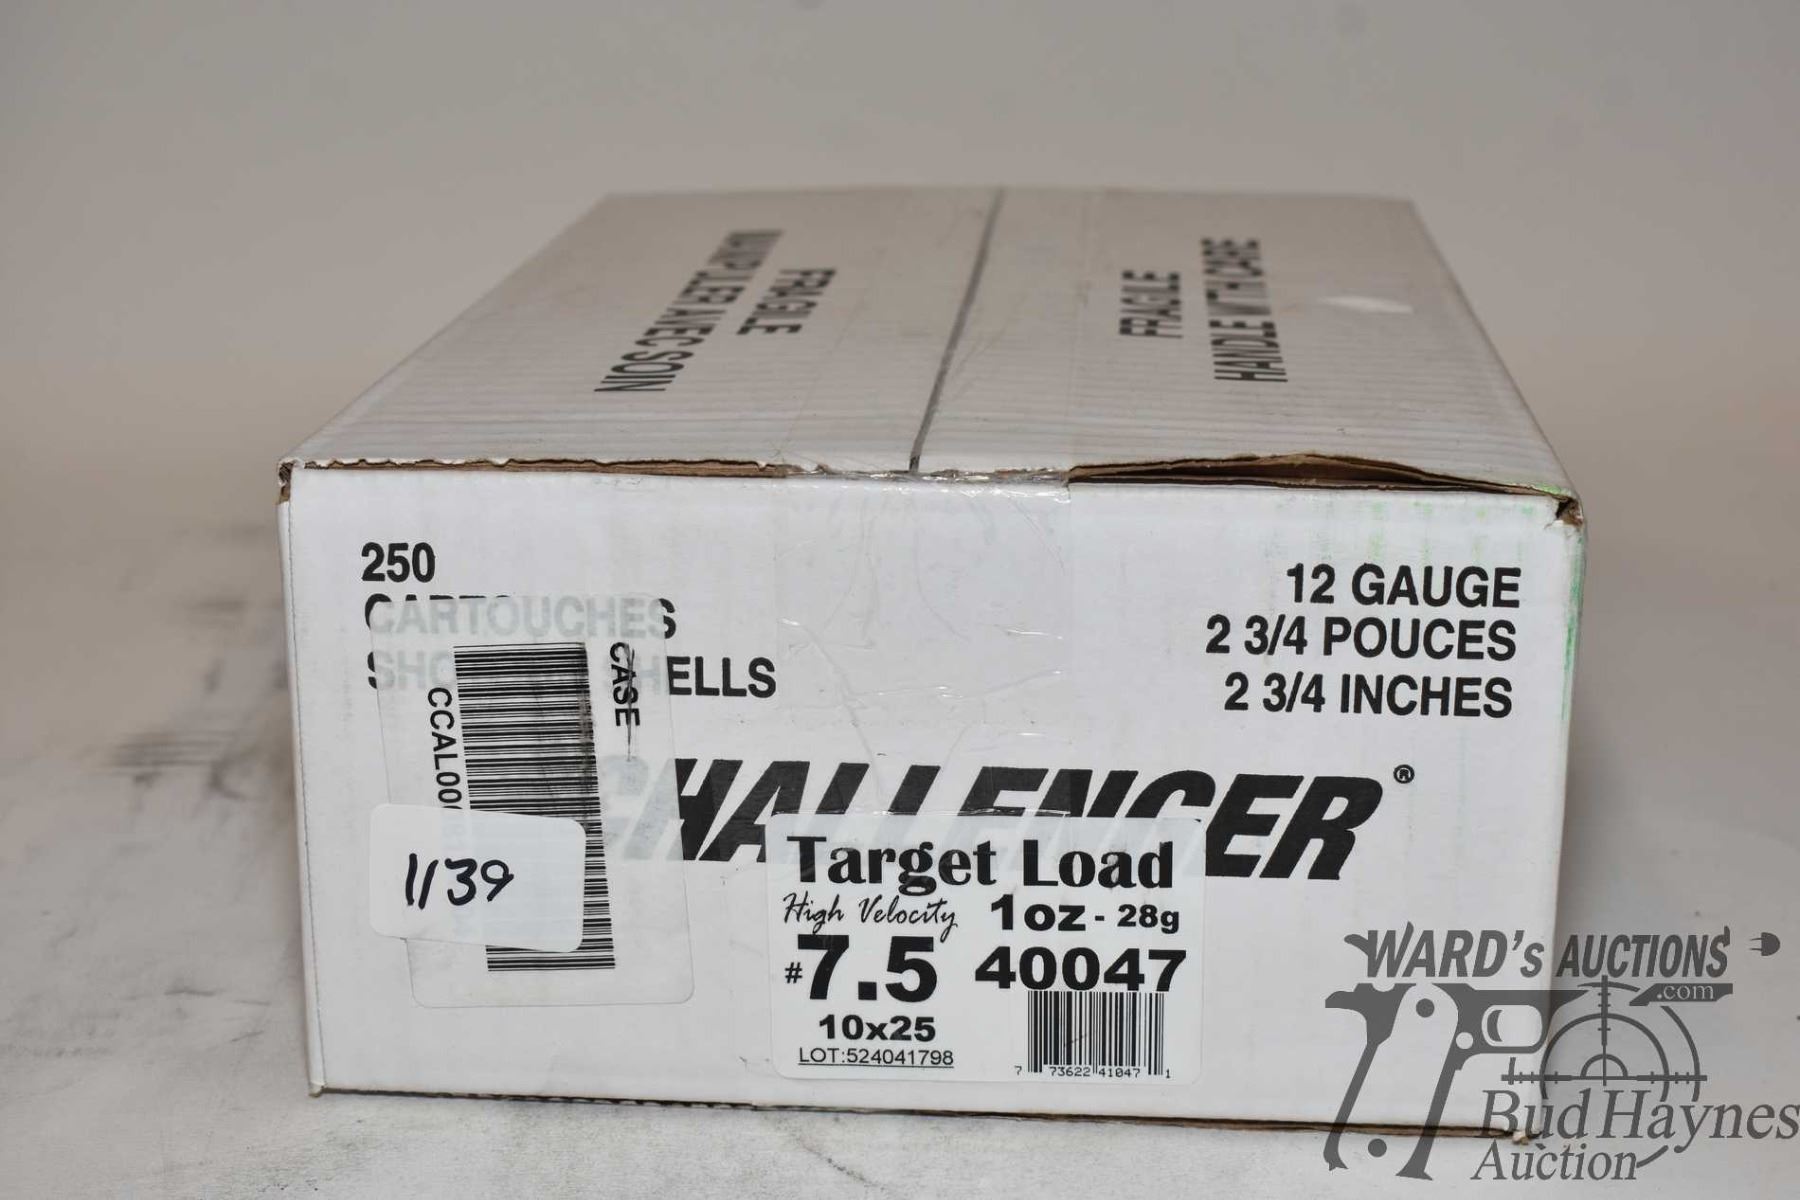 FRAGILE
MANIPULER AVEC SOIN
FRAGILE
HANDLE WITH CARE
250
CARTOUCHES
SHOTSHELLS
12 GAUGE
2 3/4 POUCES
2 3/4 INCHES
CASE
CCAL00
CHALLENGER®
1139
Target Load
High Velocity 1oz - 28g
#7.5 40047
10x25
LOT:524041798
7 73622 41047 1
WARD's AUCTIONS
.com
Bud Haynes
Auction